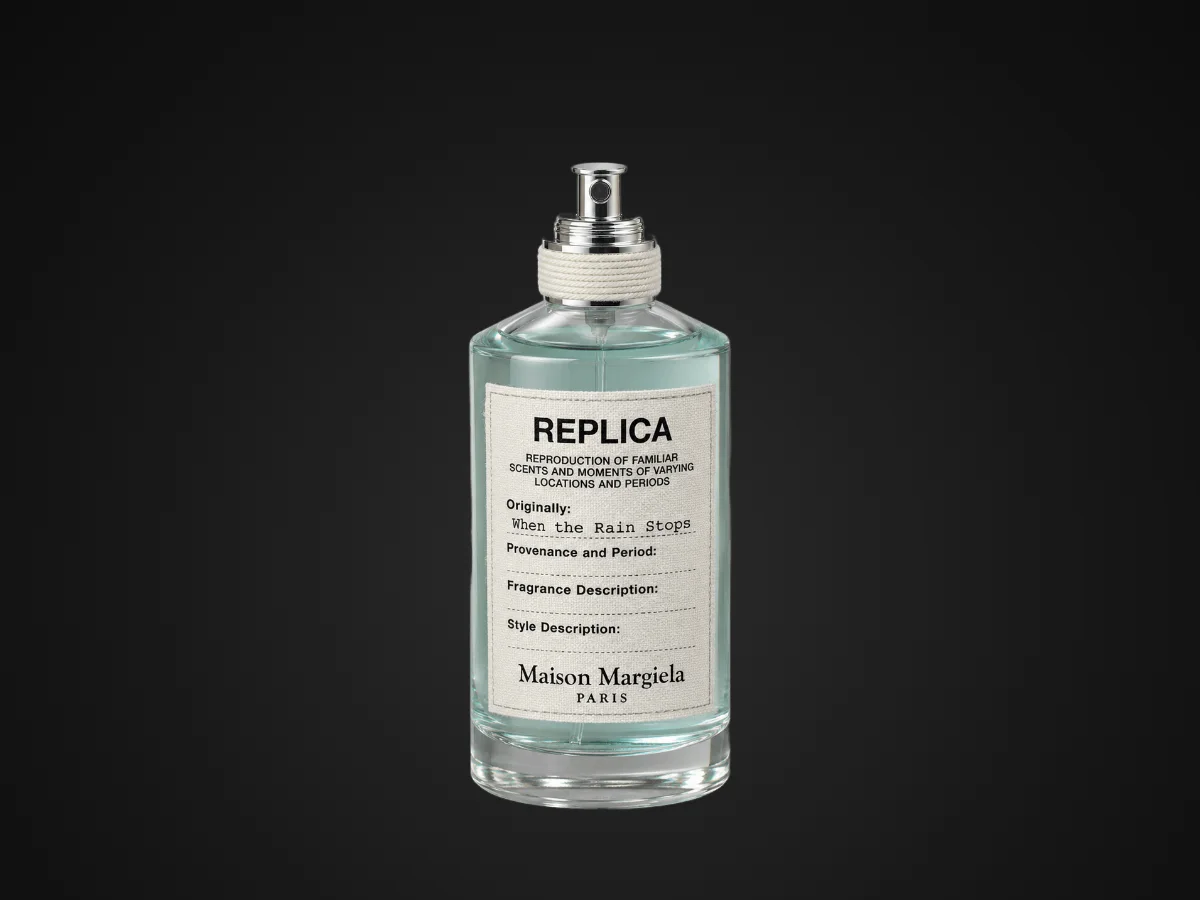 REPLICA
REPRODUCTION OF FAMILIAR
SCENTS AND MOMENTS OF VARYING
LOCATIONS AND PERIODS
Originally:
When the Rain Stops
Provenance and Period:
Fragrance Description:
Style Description:
Maison Margiela
PARIS